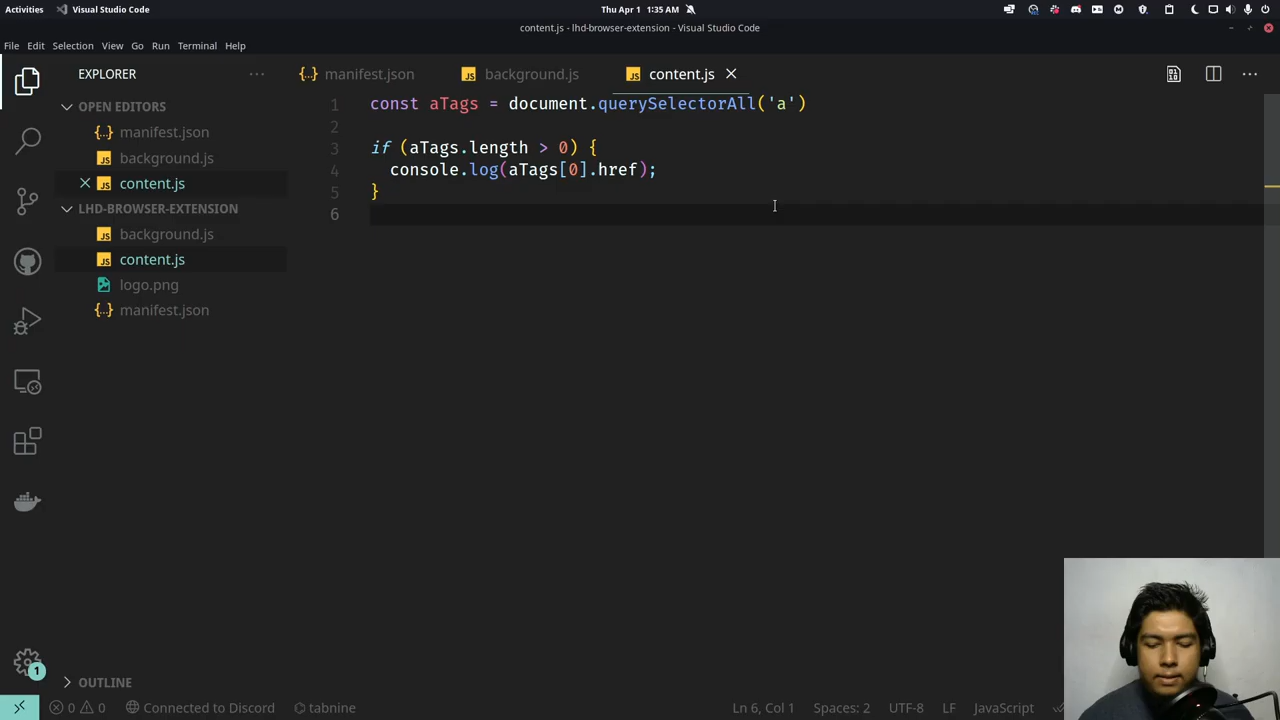 Activities
Visual Studio Code
Thu Apr 1 1:35 AM
content.js - lhd-browser-extension - Visual Studio Code
File Edit Selection View Go Run Terminal Help
EXPLORER
OPEN EDITORS
manifest.json
background.js
content.js
LHD-BROWSER-EXTENSION
background.js
content.js
logo.png
manifest.json
OUTLINE
manifest.json
background.js
content.js
1 const aTags = document.querySelectorAll('a')
2
3 if (aTags.length > 0) {
4 console.log(aTags[0].href);
5 }
6
1
0 0 Connected to Discord tabnine
Ln 6, Col 1 Spaces: 2 UTF-8 LF JavaScript